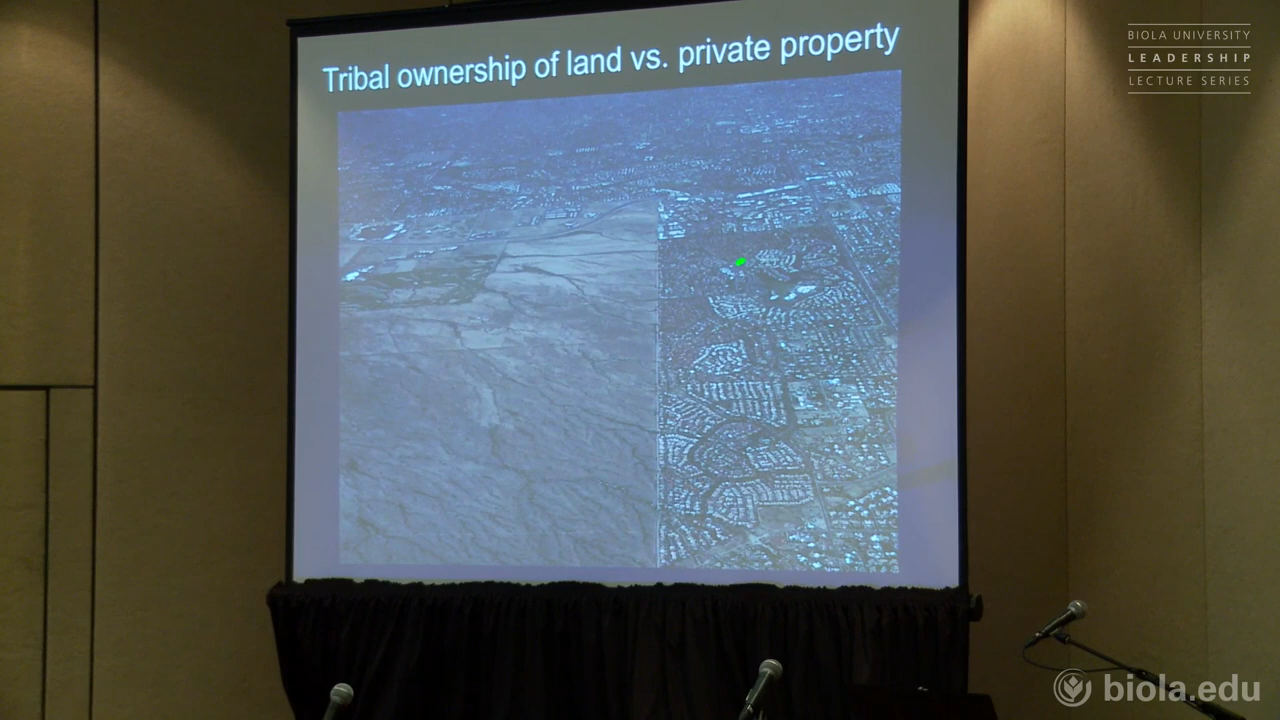 Tribal ownership of land vs. private property
BIOLA UNIVERSITY
LEADERSHIP
LECTURE SERIES
biola.edu